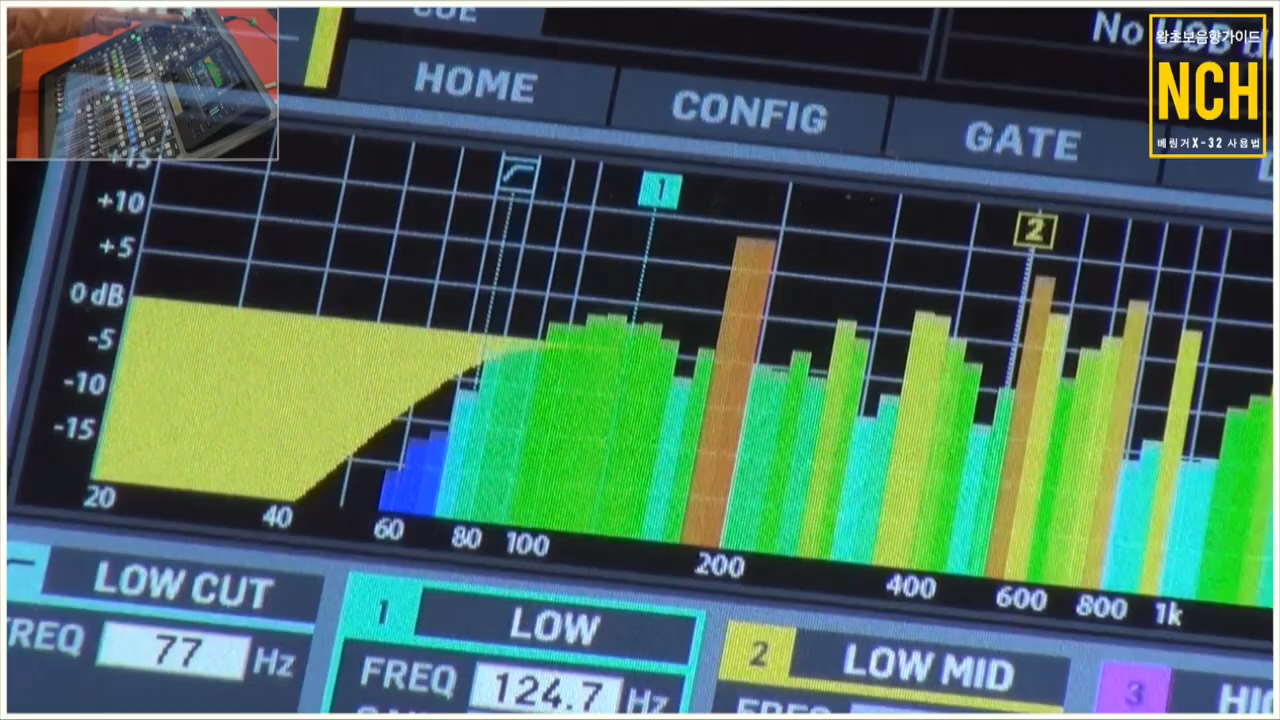 CUE
No USB
왕초보음향가이드
NCH
베링거X-32 사용법
HOME
CONFIG
GATE
+15
+10
+5
0 dB
-5
-10
-15
1
2
20
40
60
80
100
200
400
600
800
1k
LOW CUT
FREQ 77 Hz
1 LOW
FREQ 124.7 Hz
2 LOW MID
FREQ
3